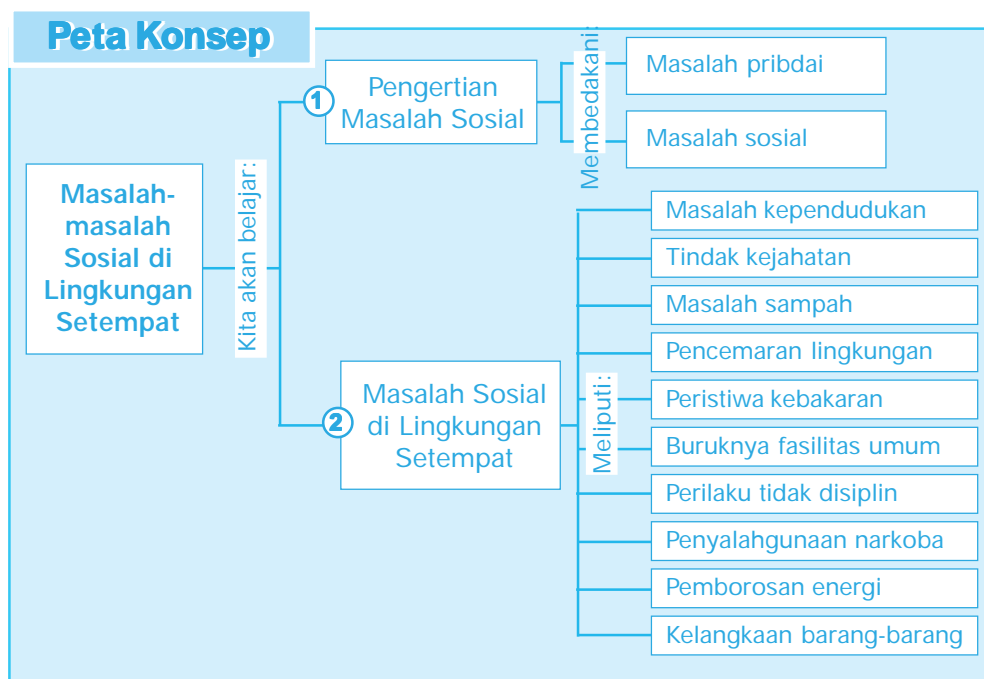 Peta Konsep
Masalah-
masalah
Sosial di
Lingkungan
Setempat
Kita akan belajar:
1
Pengertian
Masalah Sosial
Membedakani:
Masalah pribdai
Masalah sosial
2
Masalah Sosial
di Lingkungan
Setempat
Meliputi:
Masalah kependudukan
Tindak kejahatan
Masalah sampah
Pencemaran lingkungan
Peristiwa kebakaran
Buruknya fasilitas umum
Perilaku tidak disiplin
Penyalahgunaan narkoba
Pemborosan energi
Kelangkaan barang-barang